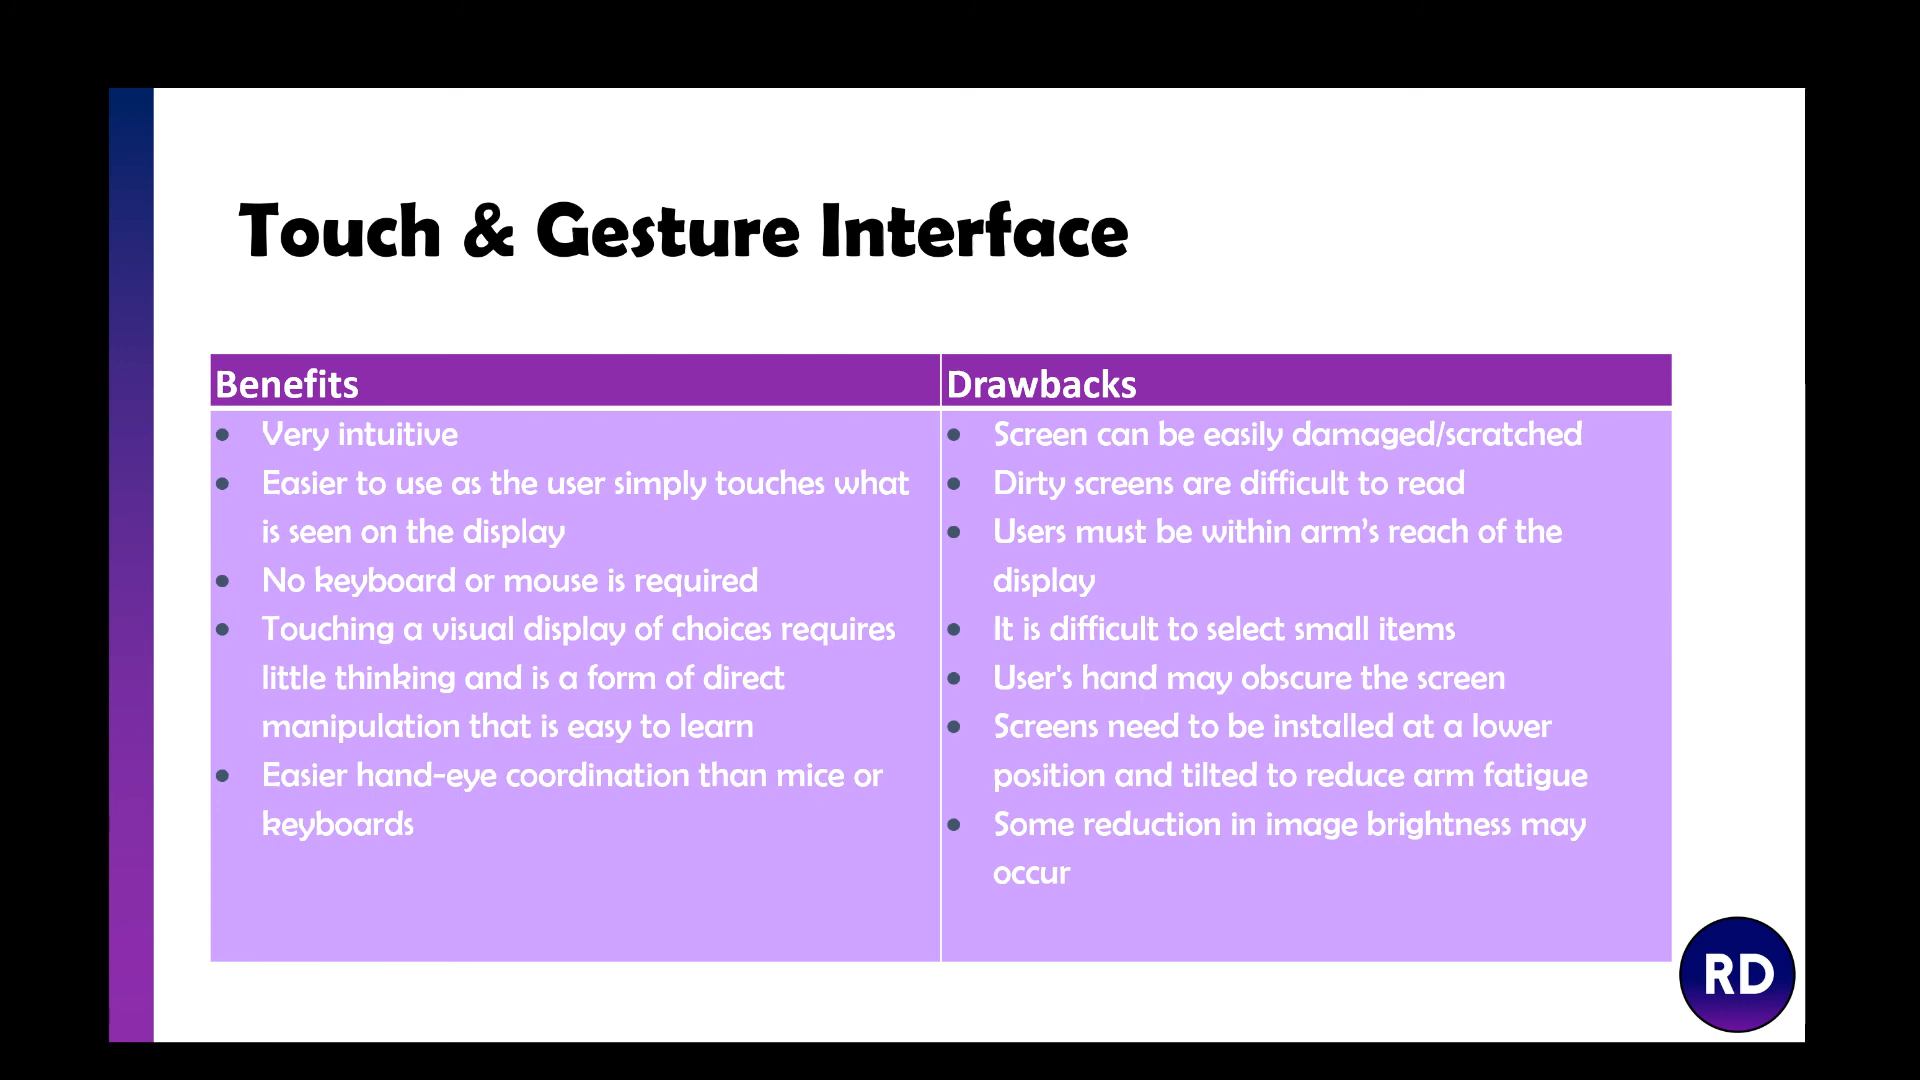 Touch & Gesture Interface
Benefits
Very intuitive
Easier to use as the user simply touches what
is seen on the display
No keyboard or mouse is required
Touching a visual display of choices requires
little thinking and is a form of direct
manipulation that is easy to learn
Easier hand-eye coordination than mice or
keyboards
Drawbacks
Screen can be easily damaged/scratched
Dirty screens are difficult to read
Users must be within arm’s reach of the
display
It is difficult to select small items
User's hand may obscure the screen
Screens need to be installed at a lower
position and tilted to reduce arm fatigue
Some reduction in image brightness may
occur
RD